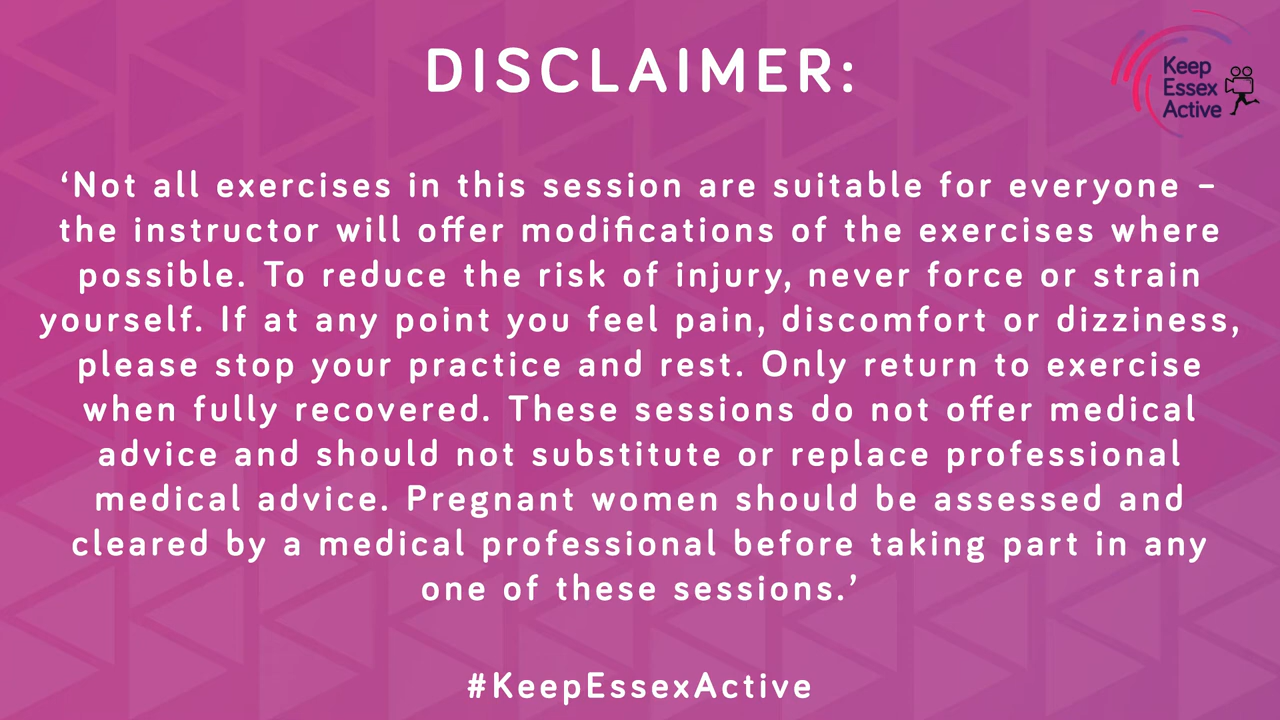 DISCLAIMER:
Keep
Essex
Active
‘Not all exercises in this session are suitable for everyone –
the instructor will offer modifications of the exercises where
possible. To reduce the risk of injury, never force or strain
yourself. If at any point you feel pain, discomfort or dizziness,
please stop your practice and rest. Only return to exercise
when fully recovered. These sessions do not offer medical
advice and should not substitute or replace professional
medical advice. Pregnant women should be assessed and
cleared by a medical professional before taking part in any
one of these sessions.’
#KeepEssexActive